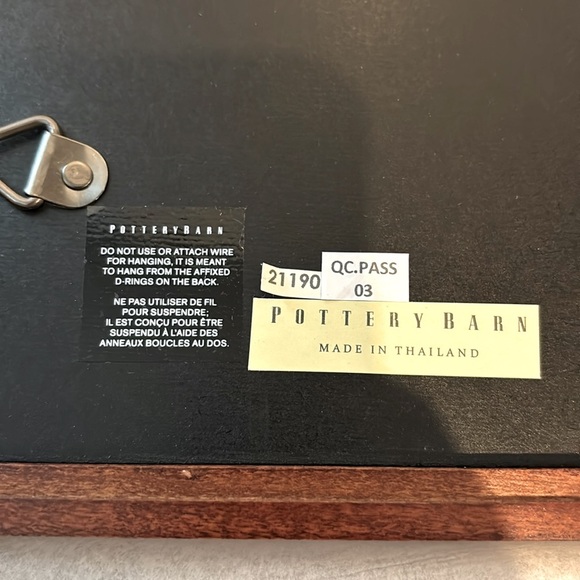 POTTERY BARN
DO NOT USE OR ATTACH WIRE
FOR HANGING, IT IS MEANT
TO HANG FROM THE AFFIXED
D-RINGS ON THE BACK.
NE PAS UTILISER DE FIL
POUR SUSPENDRE;
IL EST CONÇU POUR ÊTRE
SUSPENDU À L'AIDE DES
ANNEAUX BOUCLES AU DOS.
21190
QC.PASS
03
POTTERY BARN
MADE IN THAILAND